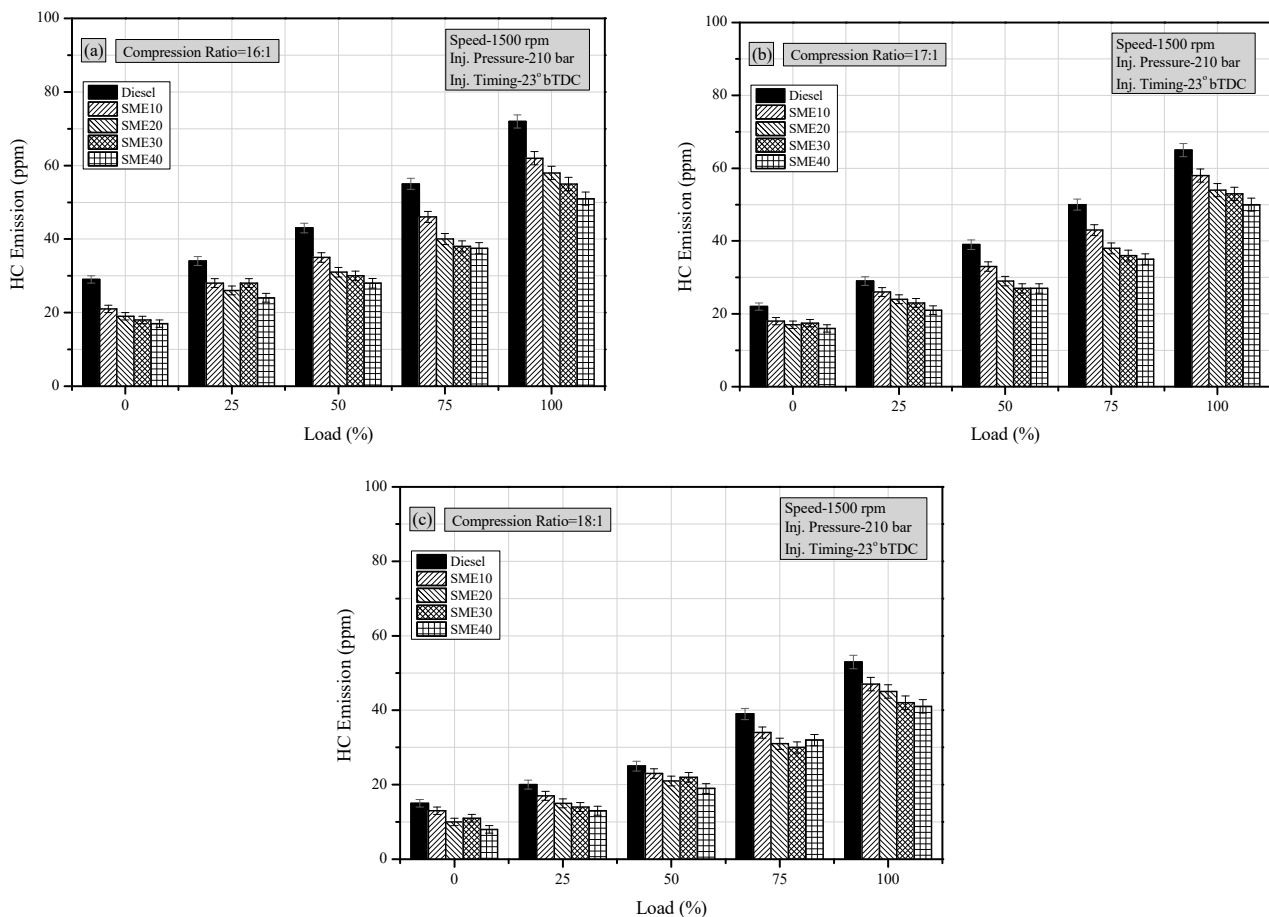 (a)
Compression Ratio=16:1
Speed-1500 rpm
Inj. Pressure-210 bar
Inj. Timing-23° bTDC
Diesel
SME10
SME20
SME30
SME40
HC Emission (ppm)
100
80
60
40
20
0
0 25 50 75 100
Load (%)
(b)
Compression Ratio=17:1
Speed-1500 rpm
Inj. Pressure-210 bar
Inj. Timing-23° bTDC
Diesel
SME10
SME20
SME30
SME40
HC Emission (ppm)
100
80
60
40
20
0
0 25 50 75 100
Load (%)
(c)
Compression Ratio=18:1
Speed-1500 rpm
Inj. Pressure-210 bar
Inj. Timing-23° bTDC
Diesel
SME10
SME20
SME30
SME40
HC Emission (ppm)
100
80
60
40
20
0
0 25 50 75 100
Load (%)